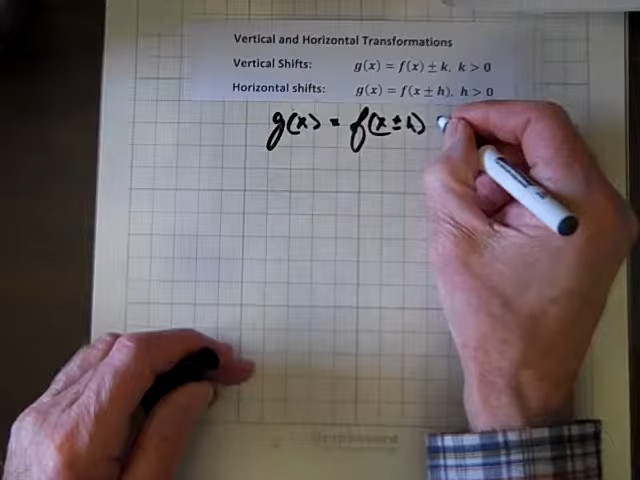 Vertical and Horizontal Transformations
Vertical Shifts: g(x) = f(x) ± k, k > 0
Horizontal shifts: g(x) = f(x ± h), h > 0
g(x) = f(x ± h)